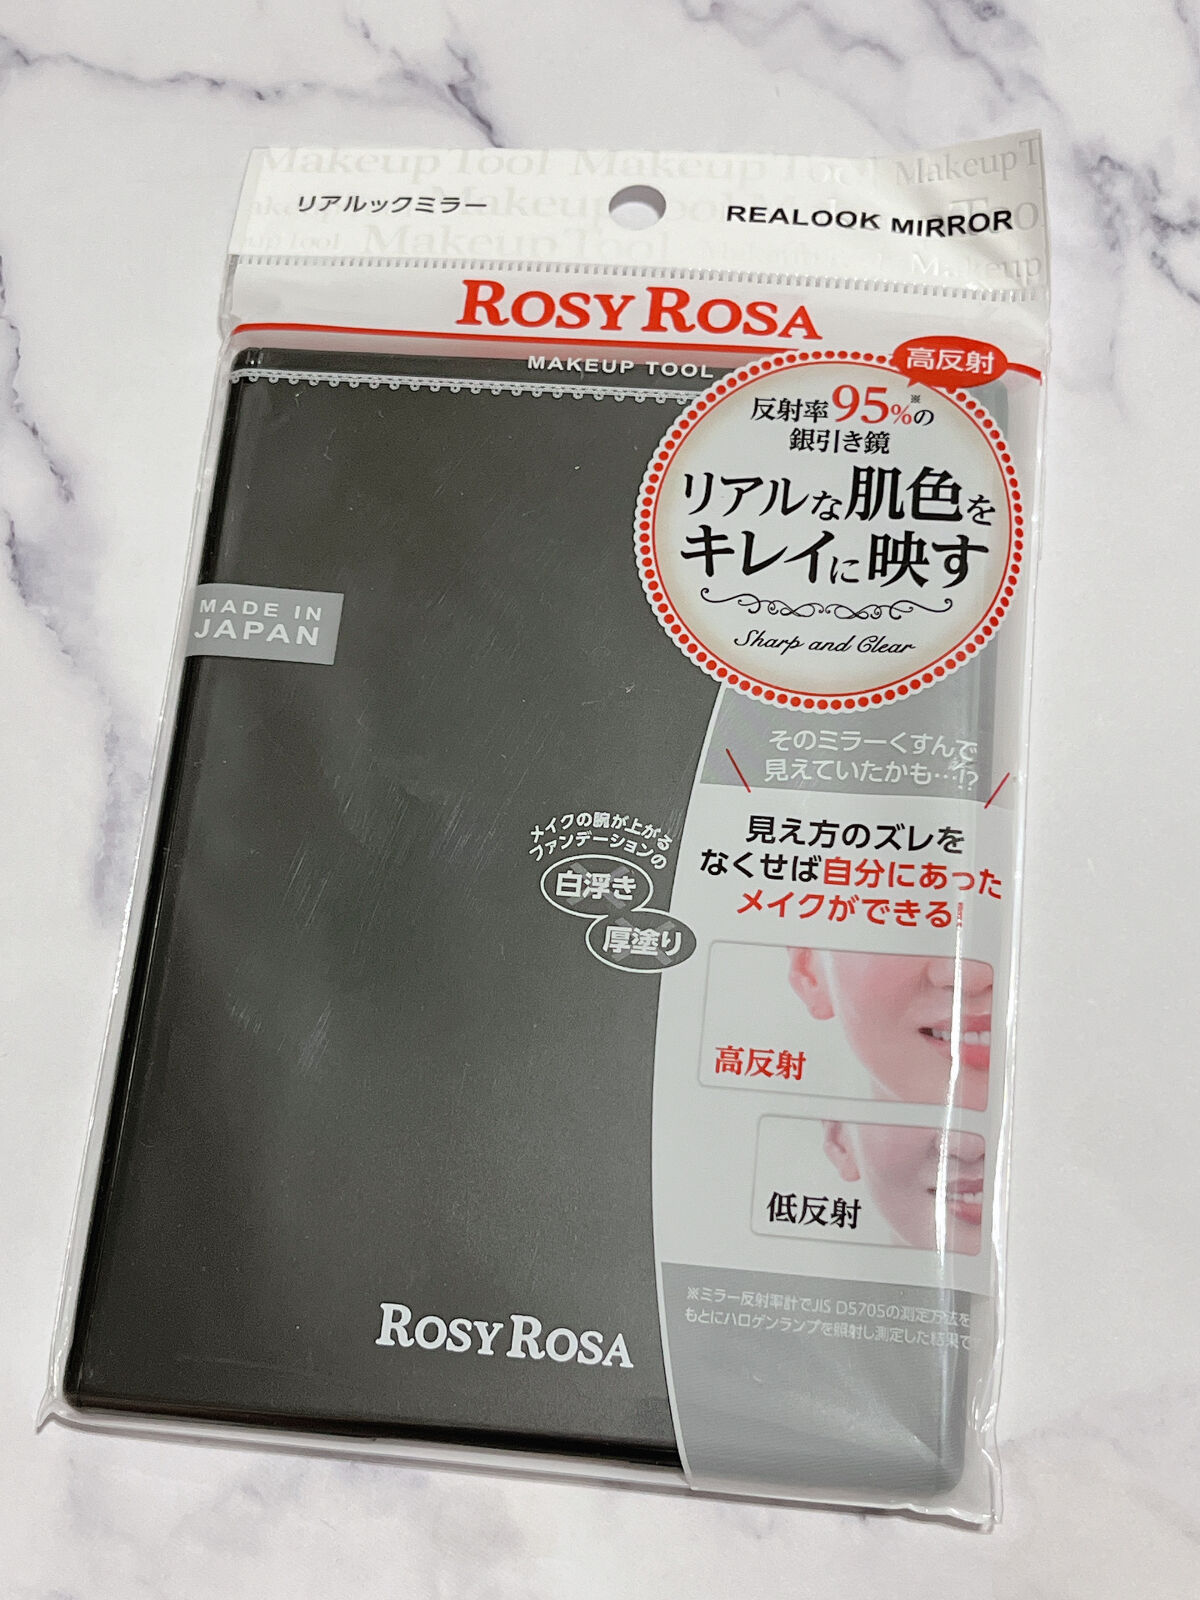 リアルックミラー
REALOOK MIRROR
ROSY ROSA
MAKEUP TOOL
高反射
反射率95%※の
銀引き鏡
リアルな肌色を
キレイに映す
Sharp and Clear
MADE IN
JAPAN
そのミラーくすんで
見えていたかも…!?
メイクの腕が上がる
ファンデーションの
白浮き
厚塗り
見え方のズレを
なくせば自分にあった
メイクができる!
高反射
低反射
※ミラー反射率計でJIS D5705の測定方法を
もとにハロゲンランプを照射し測定した結果で
ROSY ROSA
Makeup Tool Makeup Tool Makeup T
Makeup Tool